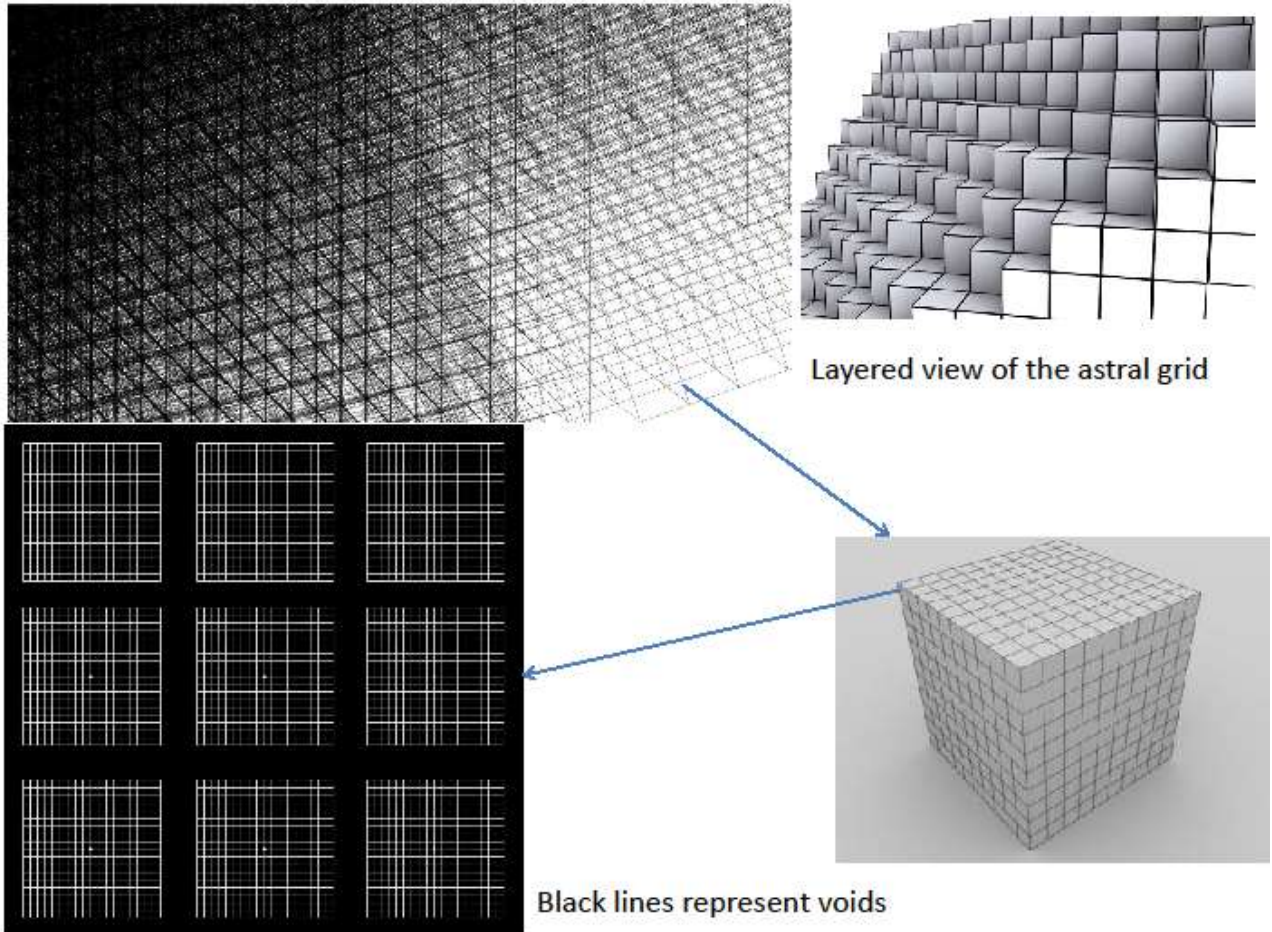 Layered view of the astral grid
Black lines represent voids